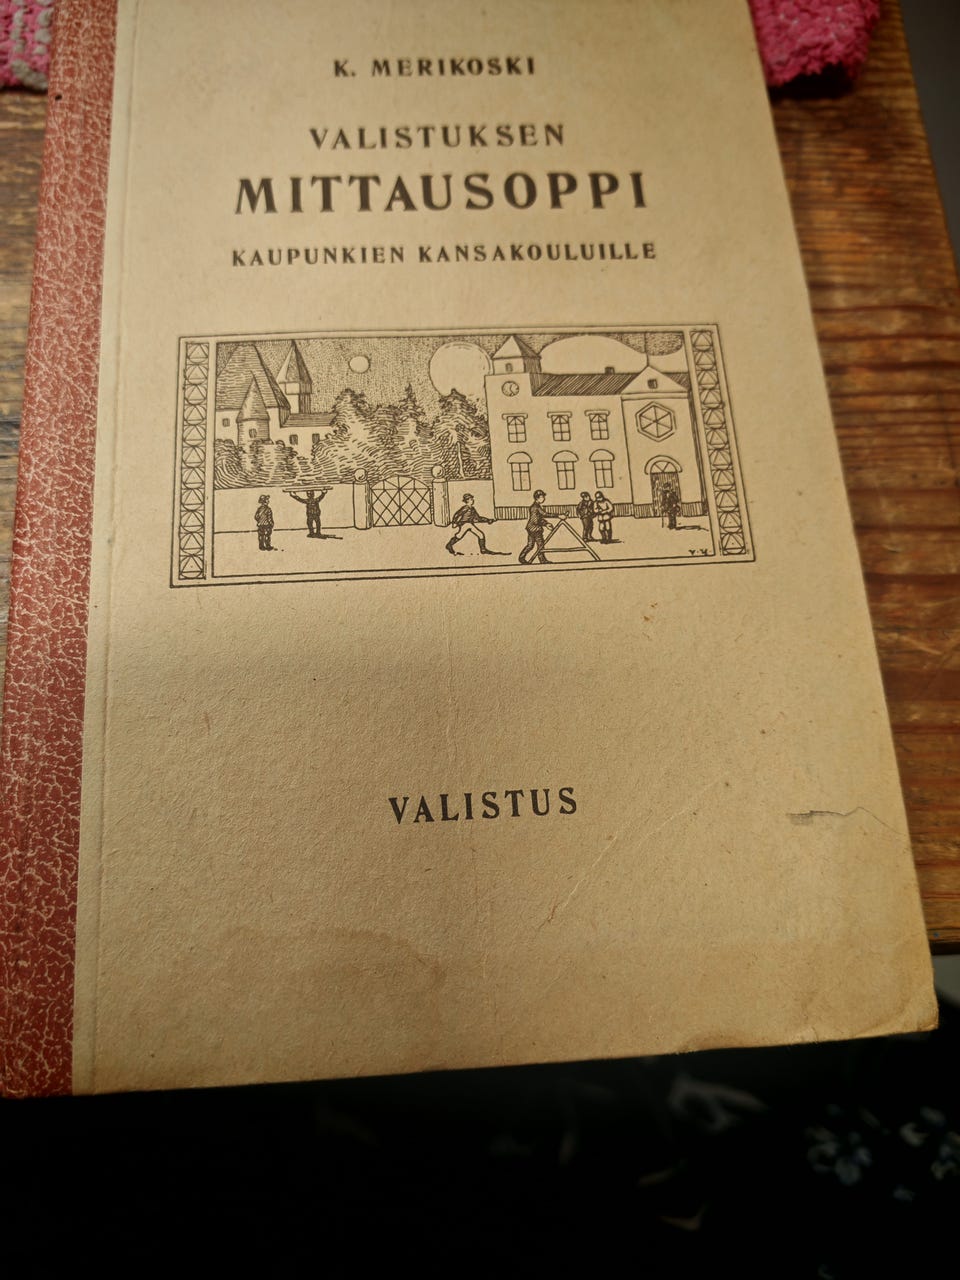 K. MERIKOSKI
VALISTUKSEN
MITTAUSOPPI
KAUPUNKIEN KANSAKOULUILLE
VALISTUS